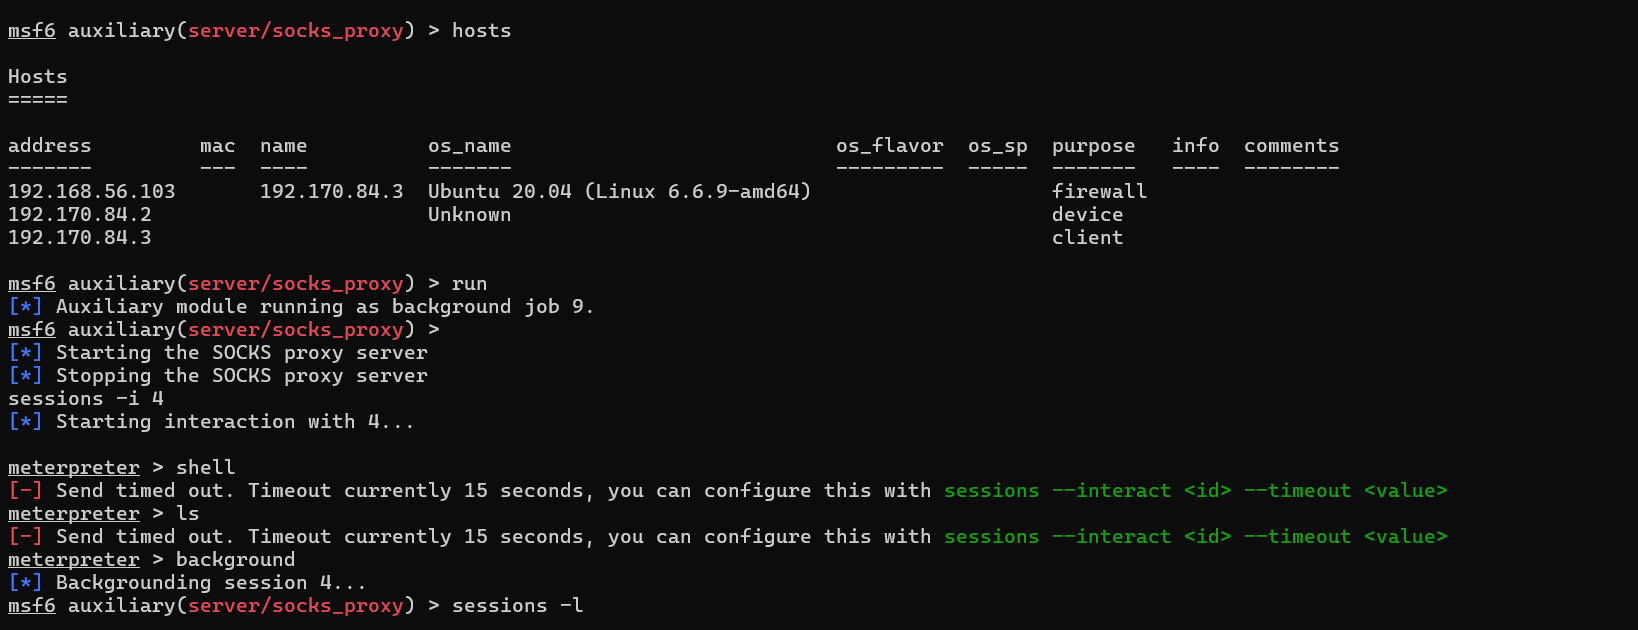 msf6 auxiliary(server/socks_proxy) > hosts
Hosts
=====
address mac name os_name os_flavor os_sp purpose info comments
------- --- ---- ------- --------- ----- ------- ---- --------
192.168.56.103 192.170.84.3 Ubuntu 20.04 (Linux 6.6.9-amd64) firewall
192.170.84.2 Unknown device
192.170.84.3 client
msf6 auxiliary(server/socks_proxy) > run
[*] Auxiliary module running as background job 9.
msf6 auxiliary(server/socks_proxy) >
[*] Starting the SOCKS proxy server
[*] Stopping the SOCKS proxy server
sessions -i 4
[*] Starting interaction with 4...
meterpreter > shell
[-] Send timed out. Timeout currently 15 seconds, you can configure this with sessions --interact <id> --timeout <value>
meterpreter > ls
[-] Send timed out. Timeout currently 15 seconds, you can configure this with sessions --interact <id> --timeout <value>
meterpreter > background
[*] Backgrounding session 4...
msf6 auxiliary(server/socks_proxy) > sessions -l